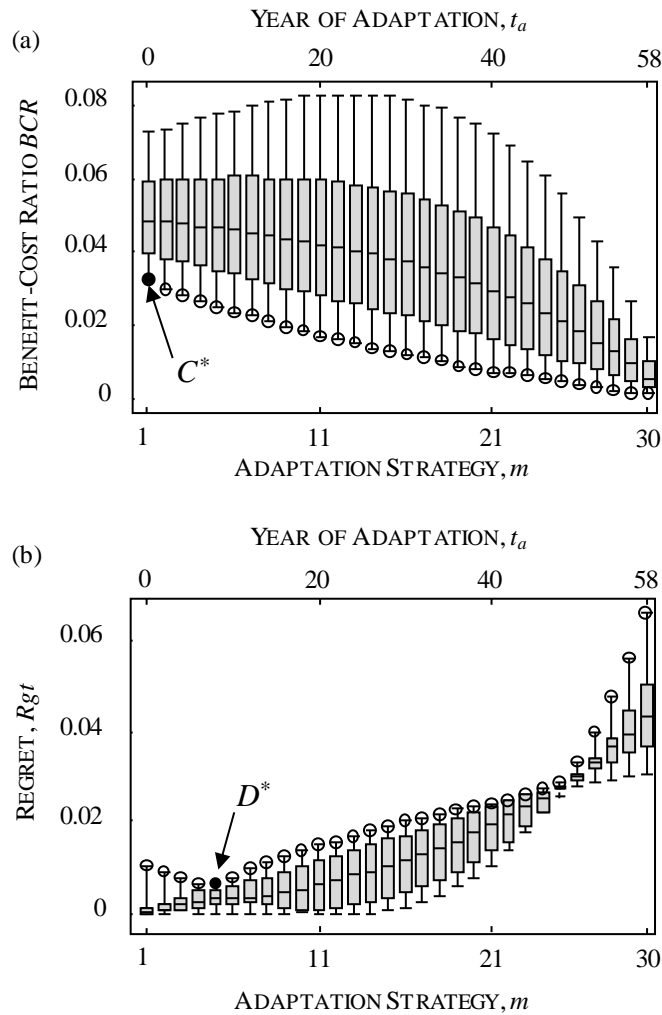 YEAR OF ADAPTATION, t_a
(a)
0 20 40 58
BENEFIT-COST RATIO BCR
0.08
0.06
0.04
0.02
0
C*
1 11 21 30
ADAPTATION STRATEGY, m
(b)
YEAR OF ADAPTATION, t_a
0 20 40 58
REGRET, Rgt
0.06
0.04
0.02
0
D*
1 11 21 30
ADAPTATION STRATEGY, m